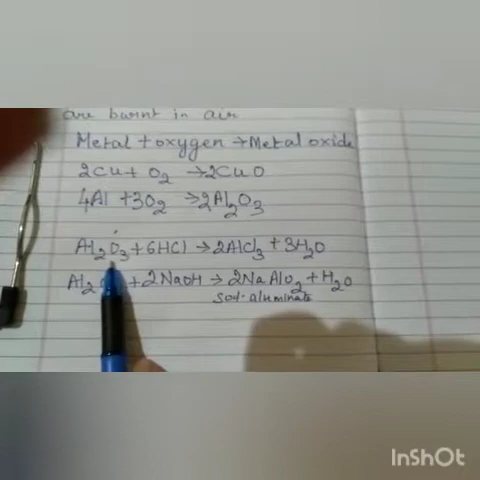 are burnt in air
Metal + oxygen → Metal oxide
2Cu + O₂ → 2CuO
4Al + 3O₂ → 2Al₂O₃
Al₂O₃ + 6HCl → 2AlCl₃ + 3H₂O
Al₂ + 2NaOH → 2NaAlO₂ + H₂O
Sod. aluminate
InShOt